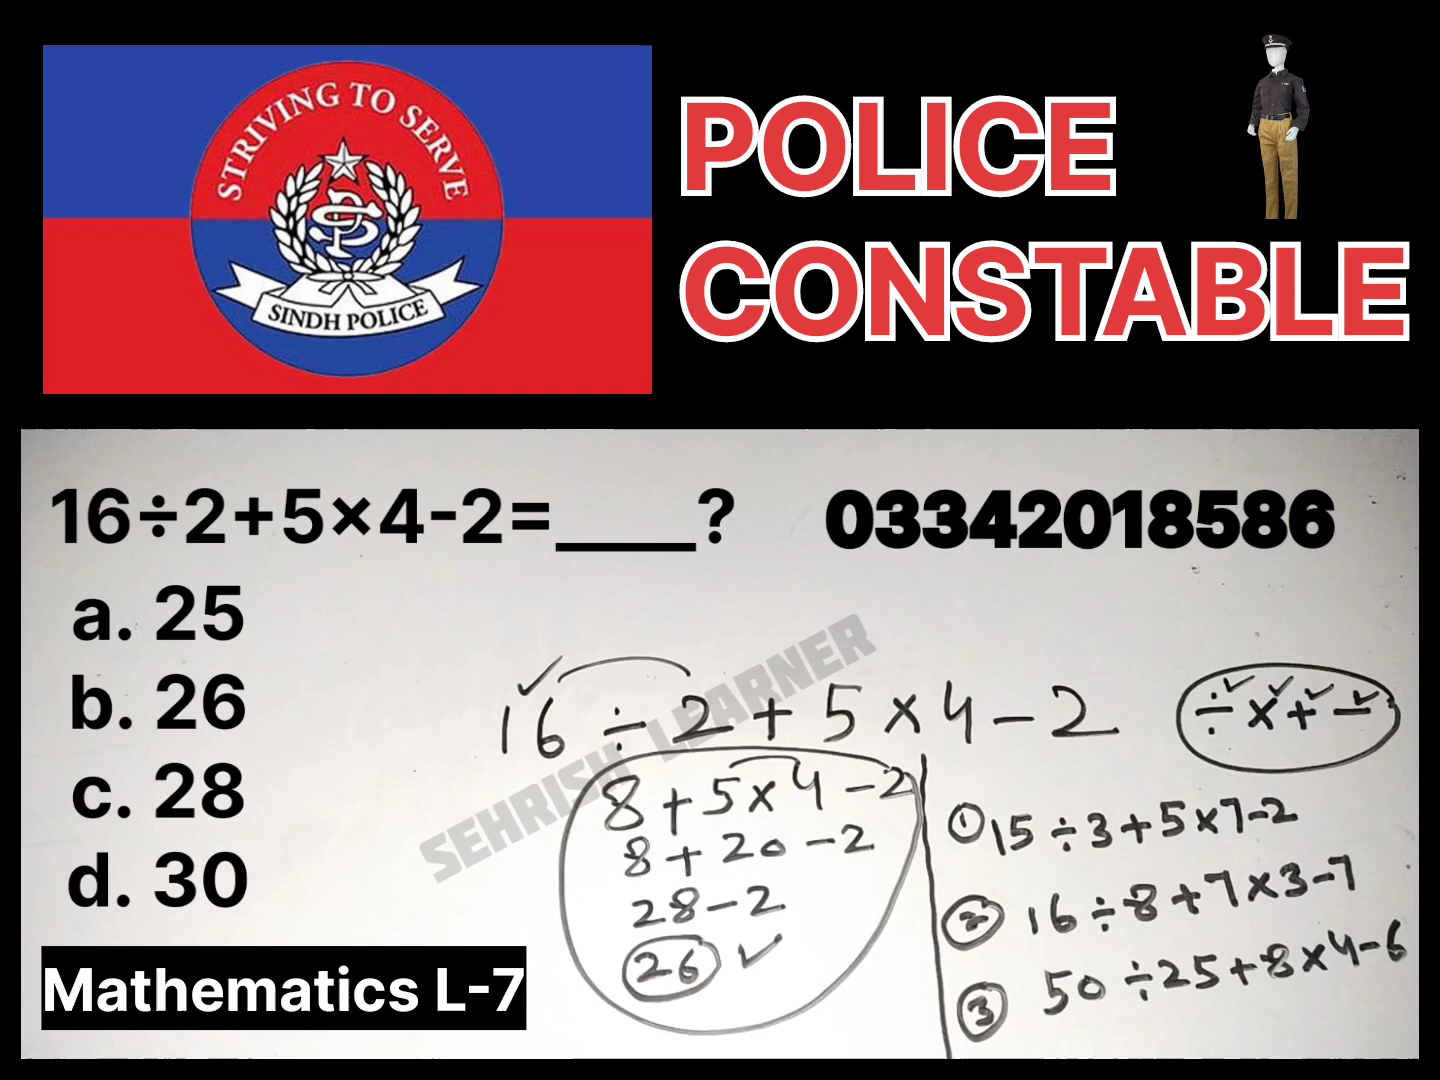 STRIVING TO SERVE
SP
SINDH POLICE
POLICE
CONSTABLE
16÷2+5×4-2=____?
03342018586
a. 25
b. 26
c. 28
d. 30
Mathematics L-7
SEHRISH LEARNER
16 ÷ 2 + 5 × 4 - 2
÷ × + -
8 + 5 × 4 - 2
8 + 20 - 2
28 - 2
26 ✓
① 15 ÷ 3 + 5 × 7 - 2
② 16 ÷ 8 + 7 × 3 - 7
③ 50 ÷ 25 + 8 × 4 - 6